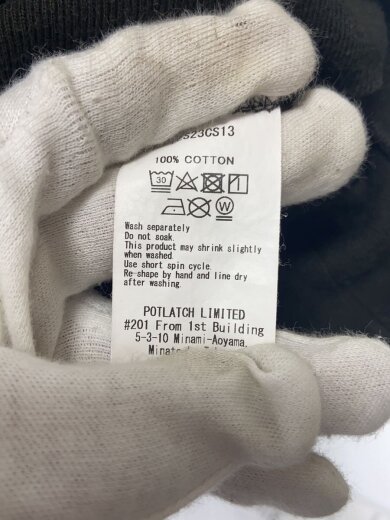 S23CS13
100% COTTON
30
W
Wash separately
Do not soak.
This product may shrink slightly
when washed.
Use short spin cycle.
Re-shape by hand and line dry
after washing.
POTLATCH LIMITED
#201 From 1st Building
5-3-10 Minami-Aoyama,